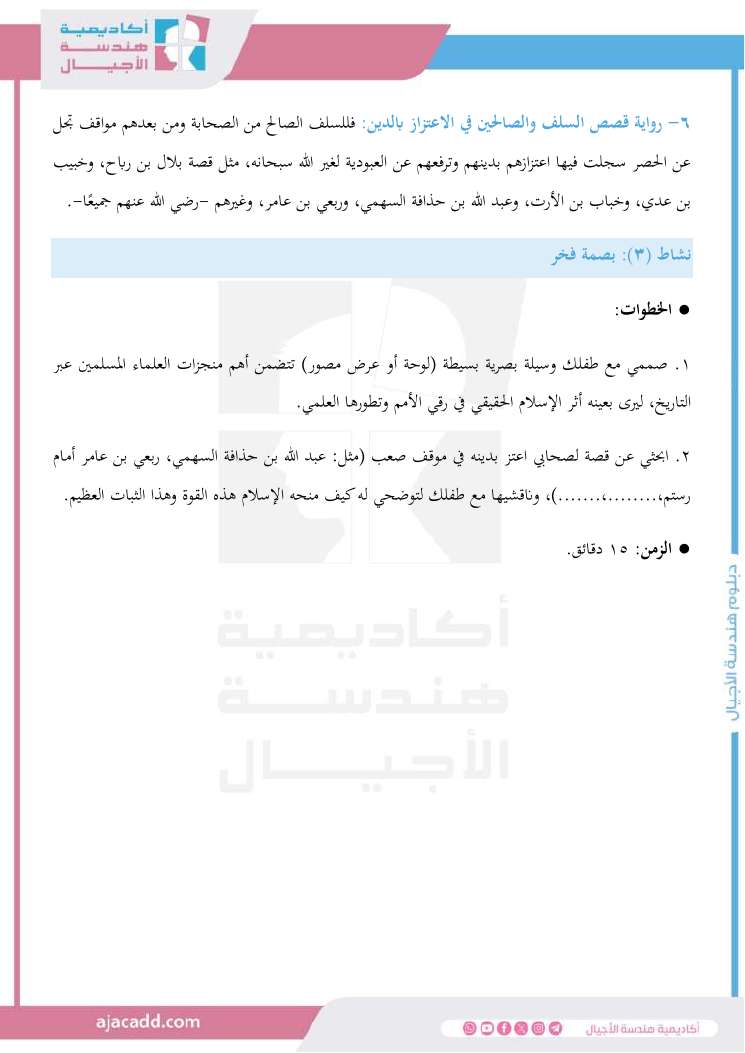 أكاديمية
هندسة
الأجيال
٦- رواية قصص السلف والصالحين في الاعتزاز بالدين: فللسلف الصالح من الصحابة ومن بعدهم مواقف تجل
عن الحصر سجلت فيها اعتزازهم بدينهم وترفعهم عن العبودية لغير الله سبحانه، مثل قصة بلال بن رباح، وخبيب
بن عدي، وخباب بن الأرت، وعبد الله بن حذافة السهمي، وربعي بن عامر، وغيرهم -رضي الله عنهم جميعًا-.
نشاط (٣): بصمة فخر
● الخطوات:
١. صممي مع طفلك وسيلة بصرية بسيطة (لوحة أو عرض مصور) تتضمن أهم منجزات العلماء المسلمين عبر
التاريخ، ليرى بعينه أثر الإسلام الحقيقي في رقي الأمم وتطورها العلمي.
٢. ابحثي عن قصة لصحابي اعتز بدينه في موقف صعب (مثل: عبد الله بن حذافة السهمي، ربعي بن عامر أمام
رستم،........،.......)، وناقشيها مع طفلك لتوضحي له كيف منحه الإسلام هذه القوة وهذا الثبات العظيم.
● الزمن: ١٥ دقائق.
أكاديمية
هندسة
الأجيال
دبلوم هندسة الأجيال
أكاديمية هندسة الأجيال
ajacadd.com